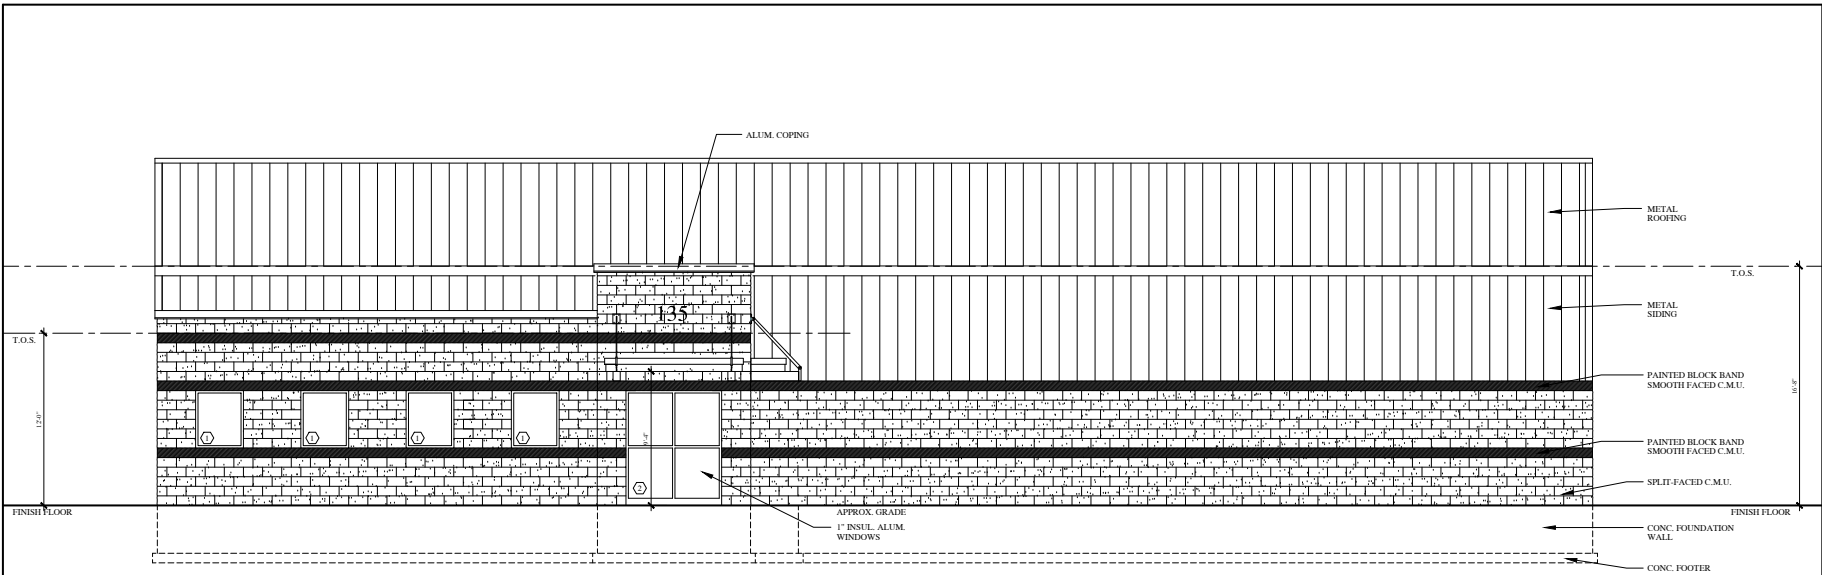 ALUM. COPING
METAL
ROOFING
T.O.S.
METAL
SIDING
135
T.O.S.
PAINTED BLOCK BAND
SMOOTH FACED C.M.U.
16'-8"
12'-0"
1
1
1
1
9'-4"
PAINTED BLOCK BAND
SMOOTH FACED C.M.U.
2
SPLIT-FACED C.M.U.
FINISH FLOOR
APPROX. GRADE
FINISH FLOOR
1" INSUL. ALUM.
WINDOWS
CONC. FOUNDATION
WALL
CONC. FOOTER